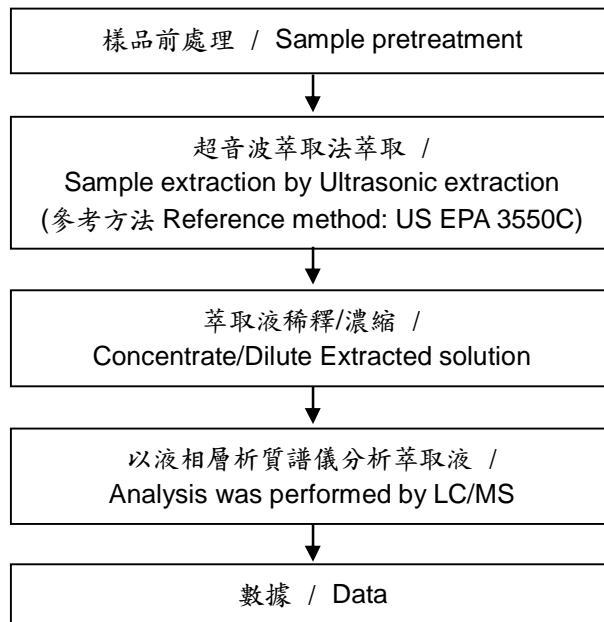 樣品前處理 / Sample pretreatment
超音波萃取法萃取 /
Sample extraction by Ultrasonic extraction
(參考方法 Reference method: US EPA 3550C)
萃取液稀釋/濃縮 /
Concentrate/Dilute Extracted solution
以液相層析質譜儀分析萃取液 /
Analysis was performed by LC/MS
數據 / Data